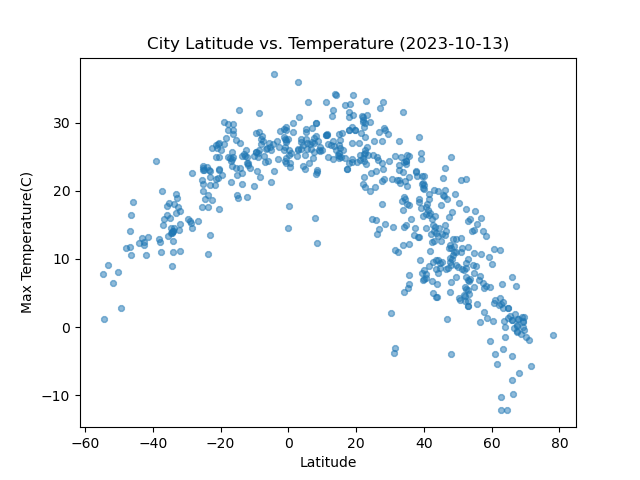 City Latitude vs. Temperature (2023-10-13)
Max Temperature(C)
30
20
10
0
−10
−60 −40 −20 0 20 40 60 80
Latitude